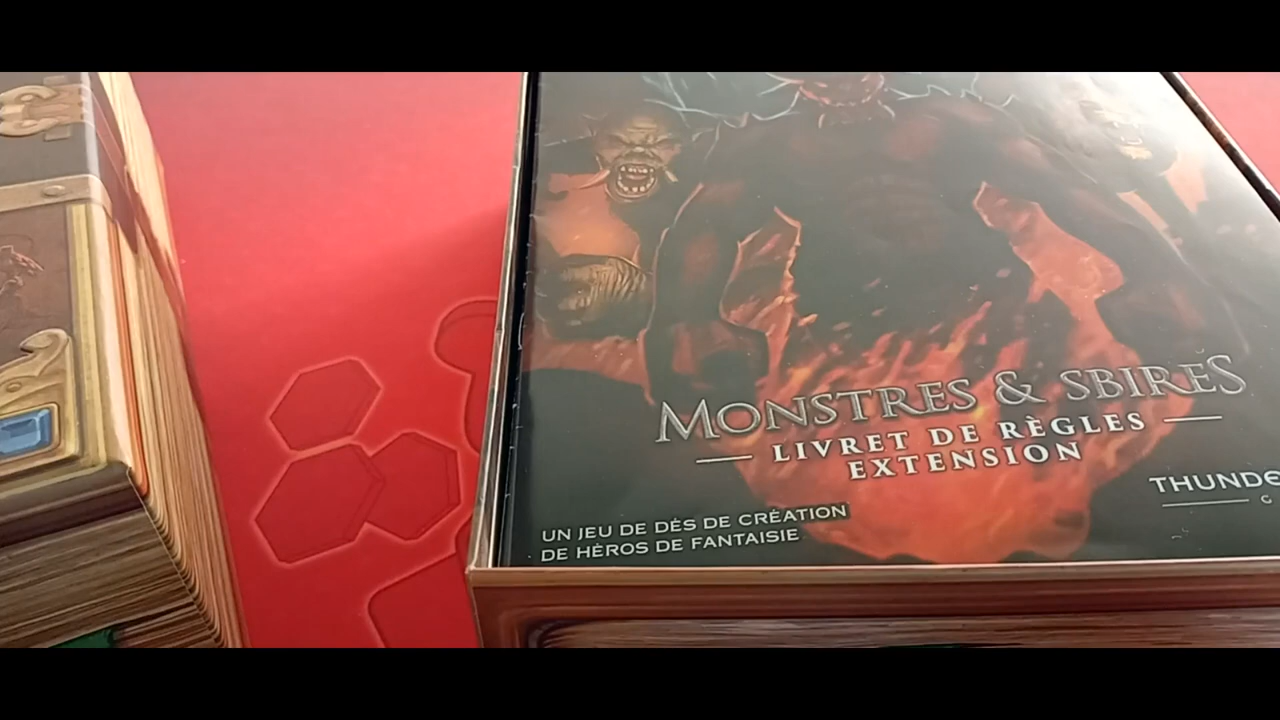 MONSTRES & SBIRES
LIVRET DE RÈGLES
EXTENSION
UN JEU DE DÉS DE CRÉATION
DE HÉROS DE FANTAISIE